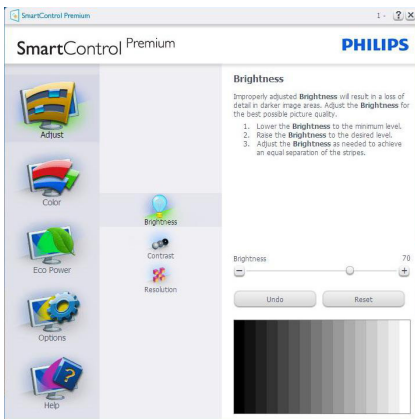 SmartControl Premium
1 -
?
X
SmartControl Premium
PHILIPS
Adjust
Color
Eco Power
Options
Help
Brightness
Contrast
Resolution
Brightness
Improperly adjusted Brightness will result in a loss of
detail in darker image areas. Adjust the Brightness for
the best possible picture quality.
1. Lower the Brightness to the minimum level.
2. Raise the Brightness to the desired level.
3. Adjust the Brightness as needed to achieve
an equal separation of the stripes.
Brightness 70
Undo Reset